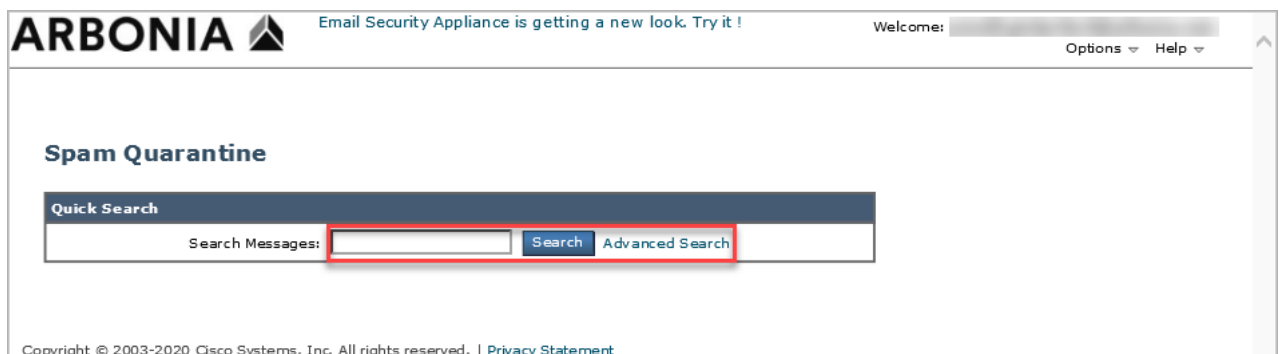 ARBONIA
Email Security Appliance is getting a new look. Try it !
Welcome:
Options Help
Spam Quarantine
Quick Search
Search Messages: Search Advanced Search
Copyright © 2003-2020 Cisco Systems, Inc. All rights reserved. | Privacy Statement